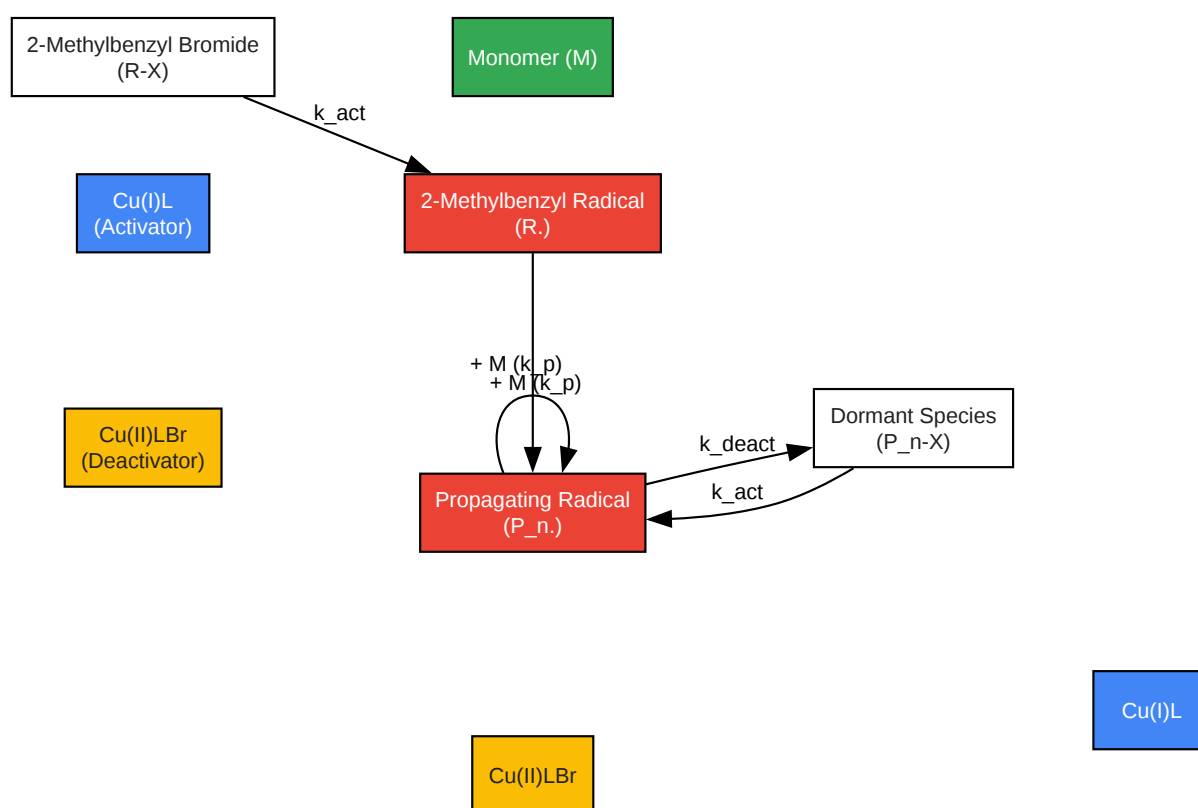 2-Methylbenzyl Bromide
(R-X)
Monomer (M)
k_act
Cu(I)L
(Activator)
2-Methylbenzyl Radical
(R.)
+ M (k_p)
+ M (k_p)
Cu(II)LBr
(Deactivator)
Dormant Species
(P_n-X)
k_deact
k_act
Propagating Radical
(P_n.)
Cu(I)L
Cu(II)LBr